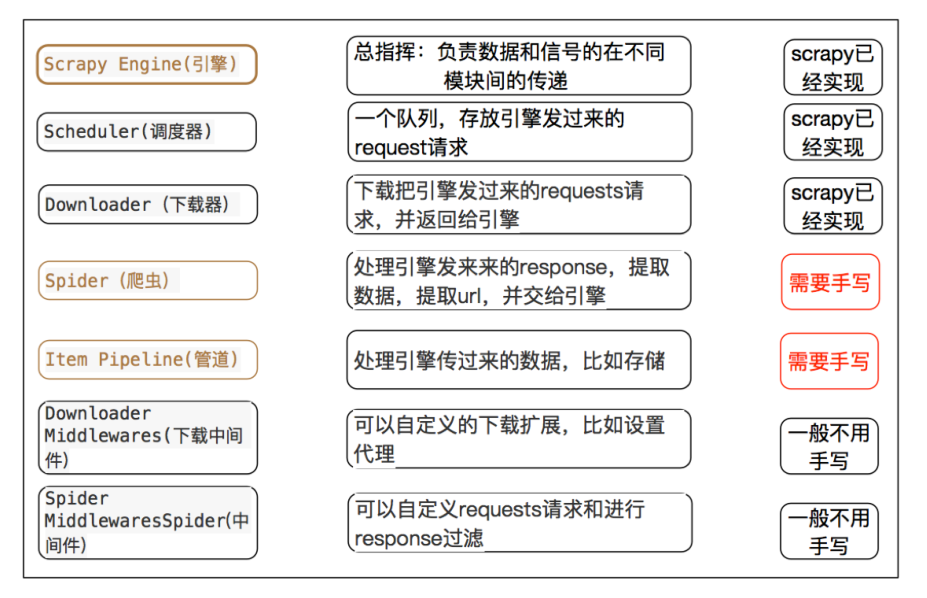 Scrapy Engine(引擎)
总指挥：负责数据和信号的在不同
模块间的传递
scrapy已
经实现
Scheduler(调度器)
一个队列，存放引擎发过来的
request请求
scrapy已
经实现
Downloader（下载器）
下载把引擎发过来的requests请
求，并返回给引擎
scrapy已
经实现
Spider（爬虫）
处理引擎发来来的response，提取
数据，提取url，并交给引擎
需要手写
Item Pipeline(管道)
处理引擎传过来的数据，比如存储
需要手写
Downloader
Middlewares(下载中间
件)
可以自定义的下载扩展，比如设置
代理
一般不用
手写
Spider
MiddlewaresSpider(中
间件)
可以自定义requests请求和进行
response过滤
一般不用
手写